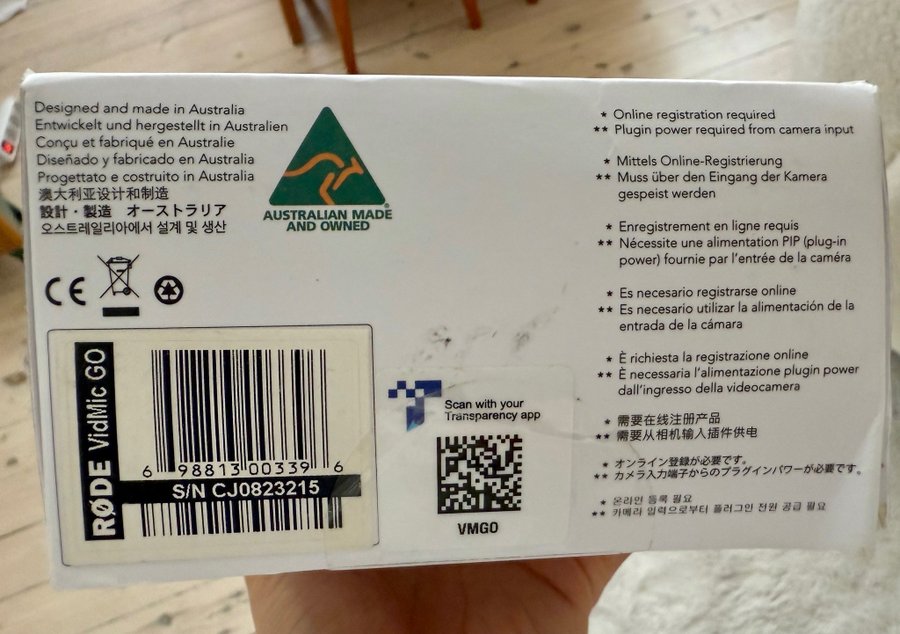 Designed and made in Australia
Entwickelt und hergestellt in Australien
Conçu et fabriqué en Australie
Diseñado y fabricado en Australia
Progettato e costruito in Australia
澳大利亚设计和制造
設計・製造 オーストラリア
오스트레일리아에서 설계 및 생산
AUSTRALIAN MADE
AND OWNED
CE
RØDE VidMic GO
6 98813 00339 6
S/N CJ0823215
Scan with your
Transparency app
VMGO
* Online registration required
** Plugin power required from camera input
* Mittels Online-Registrierung
** Muss über den Eingang der Kamera
gespeist werden
* Enregistrement en ligne requis
** Nécessite une alimentation PIP (plug-in
power) fournie par l'entrée de la caméra
* Es necesario registrarse online
** Es necesario utilizar la alimentación de la
entrada de la cámara
* È richiesta la registrazione online
** È necessaria l'alimentazione plugin power
dall'ingresso della videocamera
* 需要在线注册产品
** 需要从相机输入插件供电
* オンライン登録が必要です。
** カメラ入力端子からのプラグインパワーが必要です。
* 온라인 등록 필요
** 카메라 입력으로부터 플러그인 전원 공급 필요